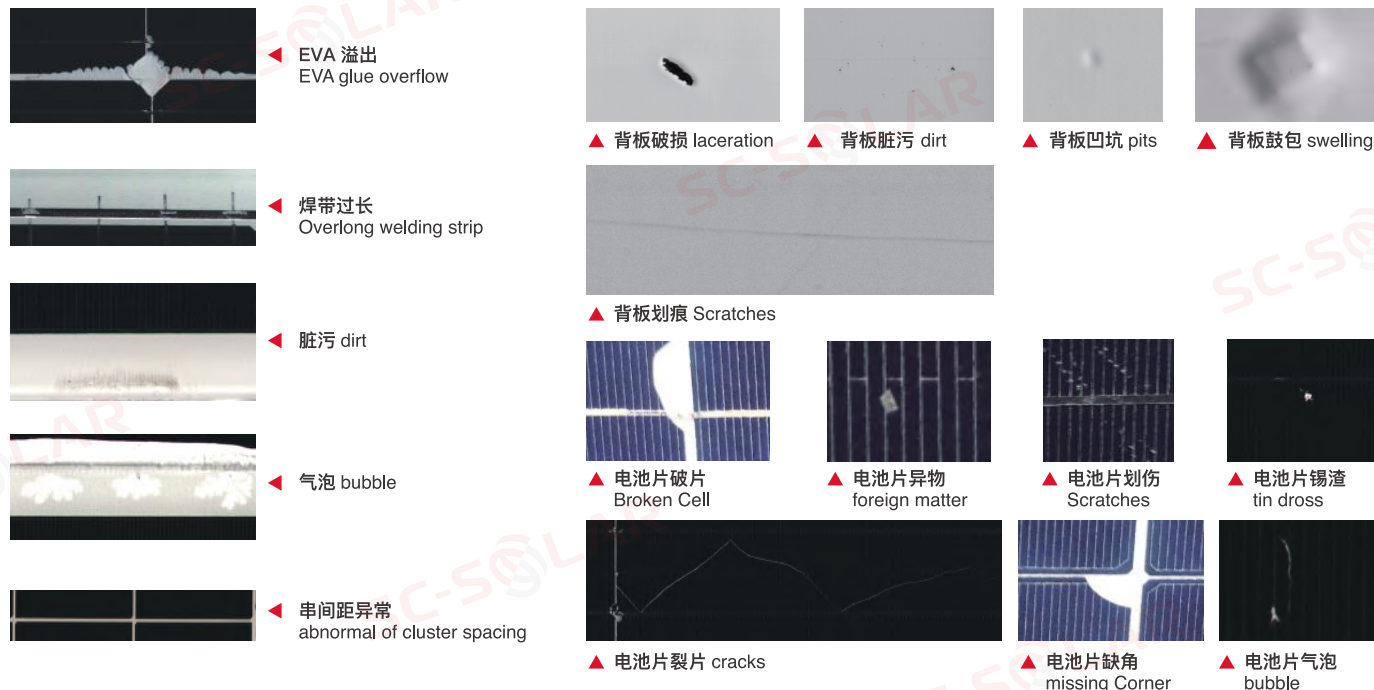 EVA 溢出
EVA glue overflow
焊带过长
Overlong welding strip
脏污 dirt
气泡 bubble
串间距异常
abnormal of cluster spacing
背板破损 laceration
背板脏污 dirt
背板凹坑 pits
背板鼓包 swelling
背板划痕 Scratches
电池片破片
Broken Cell
电池片异物
foreign matter
电池片划伤
Scratches
电池片锡渣
tin dross
电池片裂片 cracks
电池片缺角
missing Corner
电池片气泡
bubble
SC-SOLAR
SC-SOLAR
SC-SOLAR
SC-SOLAR